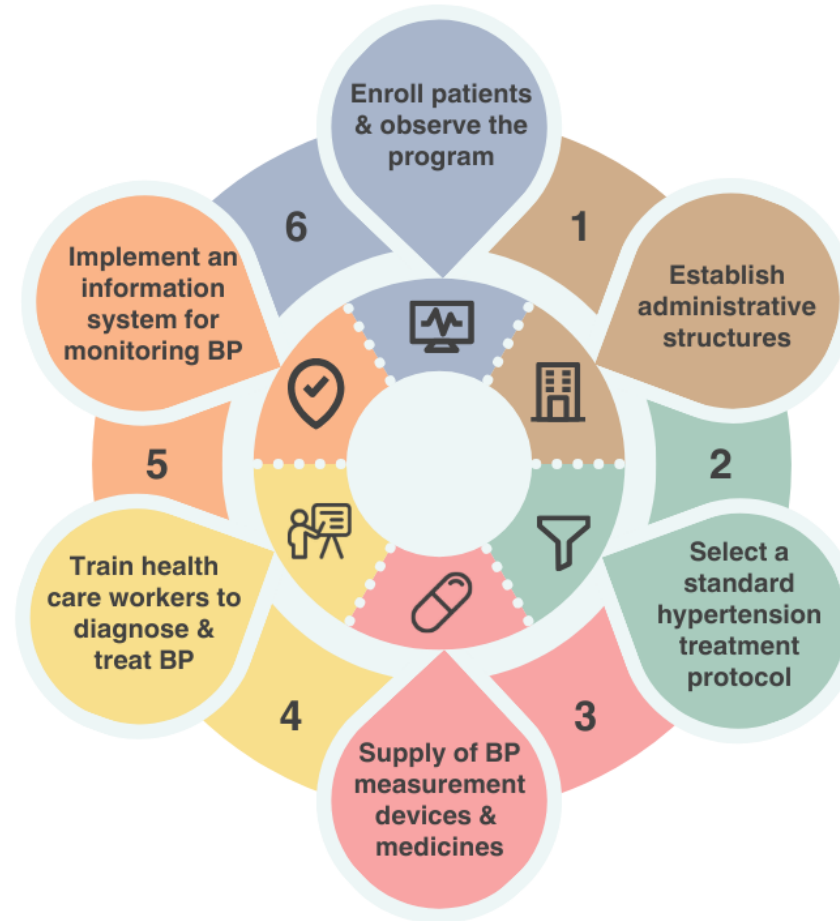 1
Establish
administrative
structures
2
Select a
standard
hypertension
treatment
protocol
3
Supply of BP
measurement
devices &
medicines
4
Train health
care workers to
diagnose &
treat BP
5
Implement an
information
system for
monitoring BP
6
Enroll patients
& observe the
program